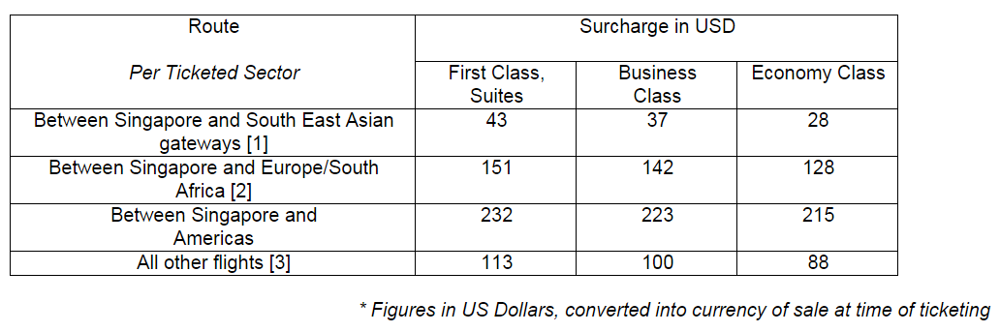 Route
Surcharge in USD
Per Ticketed Sector
First Class,
Suites
Business
Class
Economy Class
Between Singapore and South East Asian
gateways [1]
43
37
28
Between Singapore and Europe/South
Africa [2]
151
142
128
Between Singapore and
Americas
232
223
215
All other flights [3]
113
100
88
* Figures in US Dollars, converted into currency of sale at time of ticketing